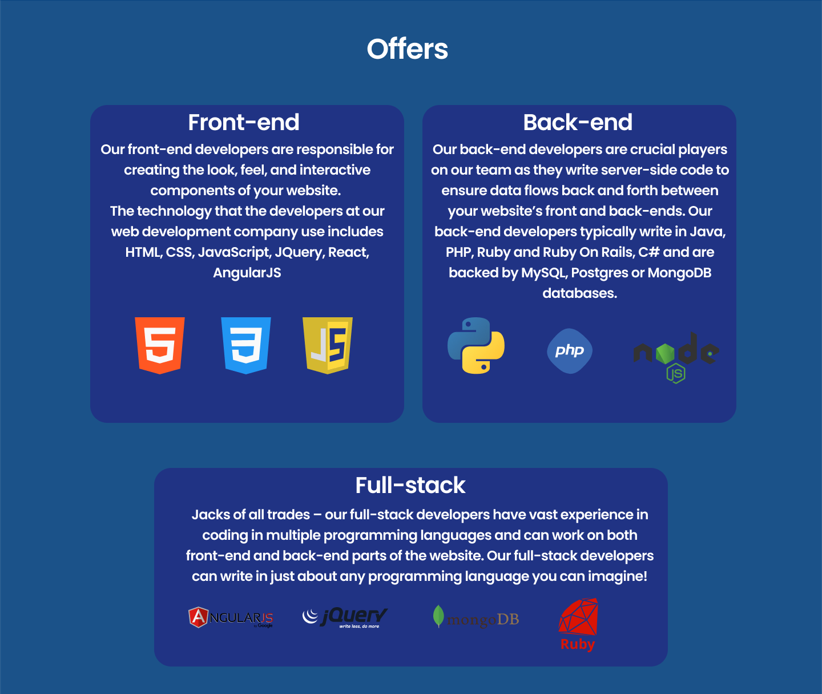 Offers
Front-end
Our front-end developers are responsible for
creating the look, feel, and interactive
components of your website.
The technology that the developers at our
web development company use includes
HTML, CSS, JavaScript, JQuery, React,
AngularJS
JS
Back-end
Our back-end developers are crucial players
on our team as they write server-side code to
ensure data flows back and forth between
your website’s front and back-ends. Our
back-end developers typically write in Java,
PHP, Ruby and Ruby On Rails, C# and are
backed by MySQL, Postgres or MongoDB
databases.
php
node
JS
Full-stack
Jacks of all trades – our full-stack developers have vast experience in
coding in multiple programming languages and can work on both
front-end and back-end parts of the website. Our full-stack developers
can write in just about any programming language you can imagine!
ANGULARJS
jQuery
write less, do more
mongoDB
Ruby